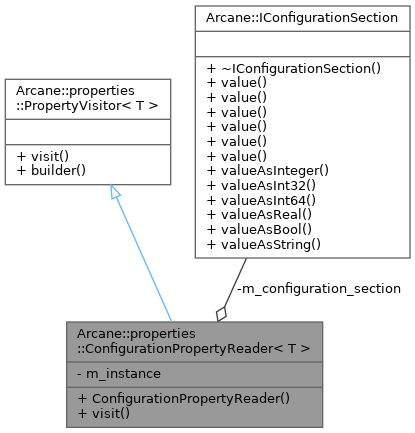 Arcane::IConfigurationSection
+ ~IConfigurationSection()
+ value()
+ value()
+ value()
+ value()
+ value()
+ value()
+ valueAsInteger()
+ valueAsInt32()
+ valueAsInt64()
+ valueAsReal()
+ valueAsBool()
+ valueAsString()
Arcane::properties
::PropertyVisitor< T >
+ visit()
+ builder()
-m_configuration_section
Arcane::properties
::ConfigurationPropertyReader< T >
- m_instance
+ ConfigurationPropertyReader()
+ visit()